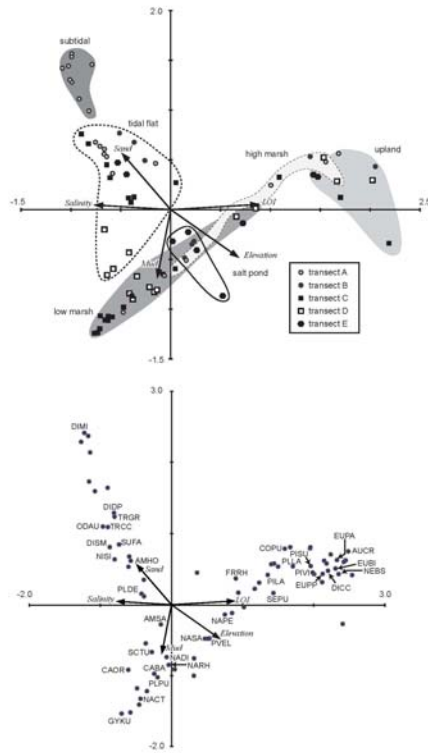 2.0
subtidal
tidal flat
Sand
high marsh
upland
-1.5
Salinity
LOI
2.5
Elevation
Mud
salt pond
low marsh
transect A
transect B
transect C
transect D
transect E
-1.5
3.0
DIMI
DIDP
TRGR
ODAU
TRCC
DISM
SUFA
NISI
AMHO
Sand
PLDE
COPU
PISU
EUPA
AUCR
PLLA
EUBI
FRRH
PILA
PIVI
NEBS
EUPP
DICC
SEPU
-2.0
Salinity
LOI
3.0
AMSA
NAPE
NASA
Elevation
PVEL
SCTU
Mud
NADI
CAOR
CABA
NARH
PLPU
NACT
GYKU
-2.0